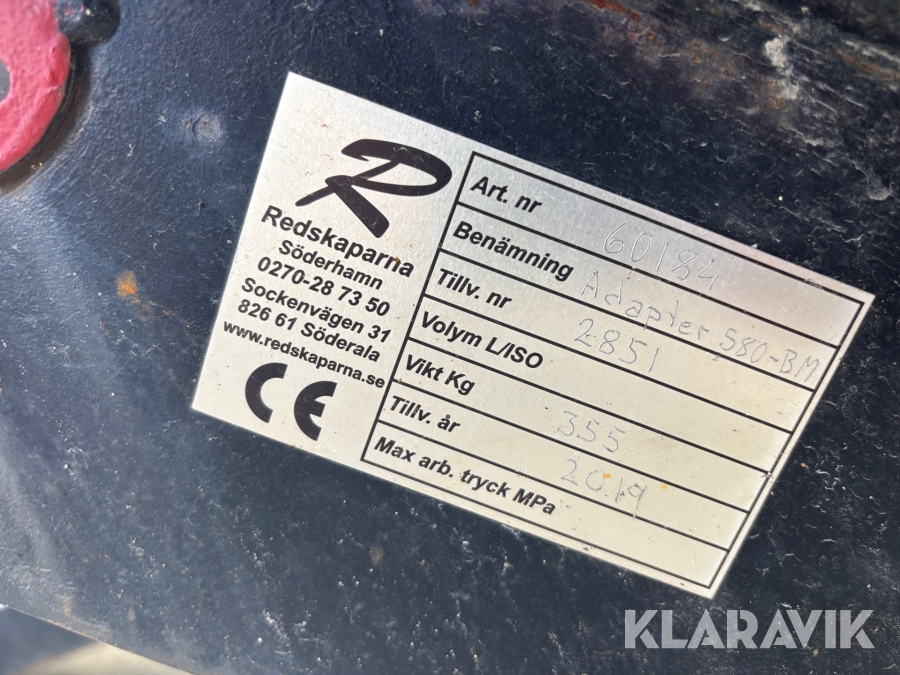 R
Redskaparna
Söderhamn
0270-28 73 50
Sockenvägen 31
826 61 Söderala
www.redskaparna.se
CE
Art. nr 60184
Benämning Adapter S80-BM
Tillv. nr 2851
Volym L/ISO
Vikt Kg 355
Tillv. år 2019
Max arb. tryck MPa
KLARAVIK